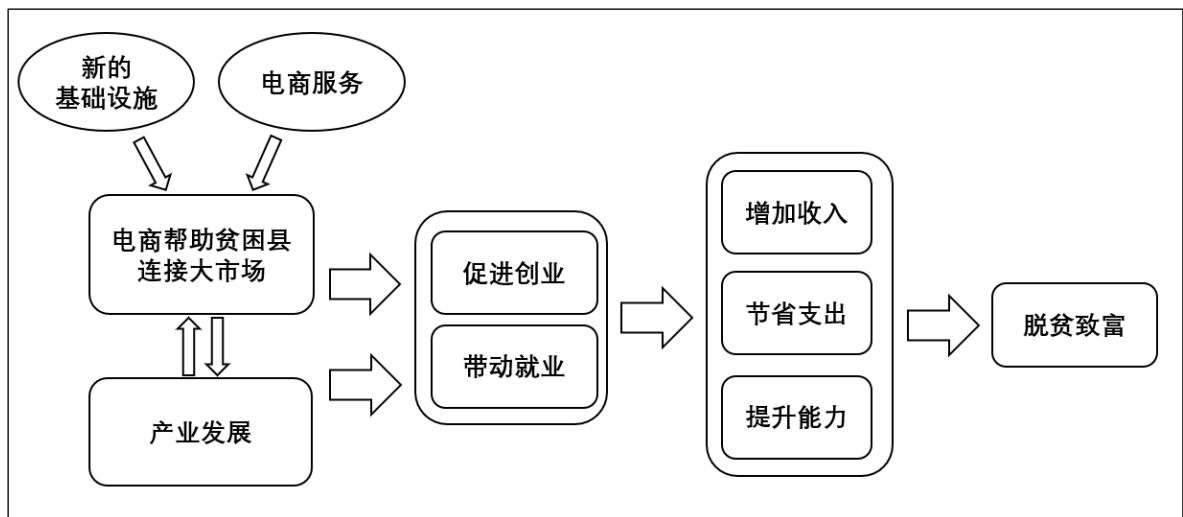 新的
基础设施
电商服务
电商帮助贫困县
连接大市场
产业发展
促进创业
带动就业
增加收入
节省支出
提升能力
脱贫致富